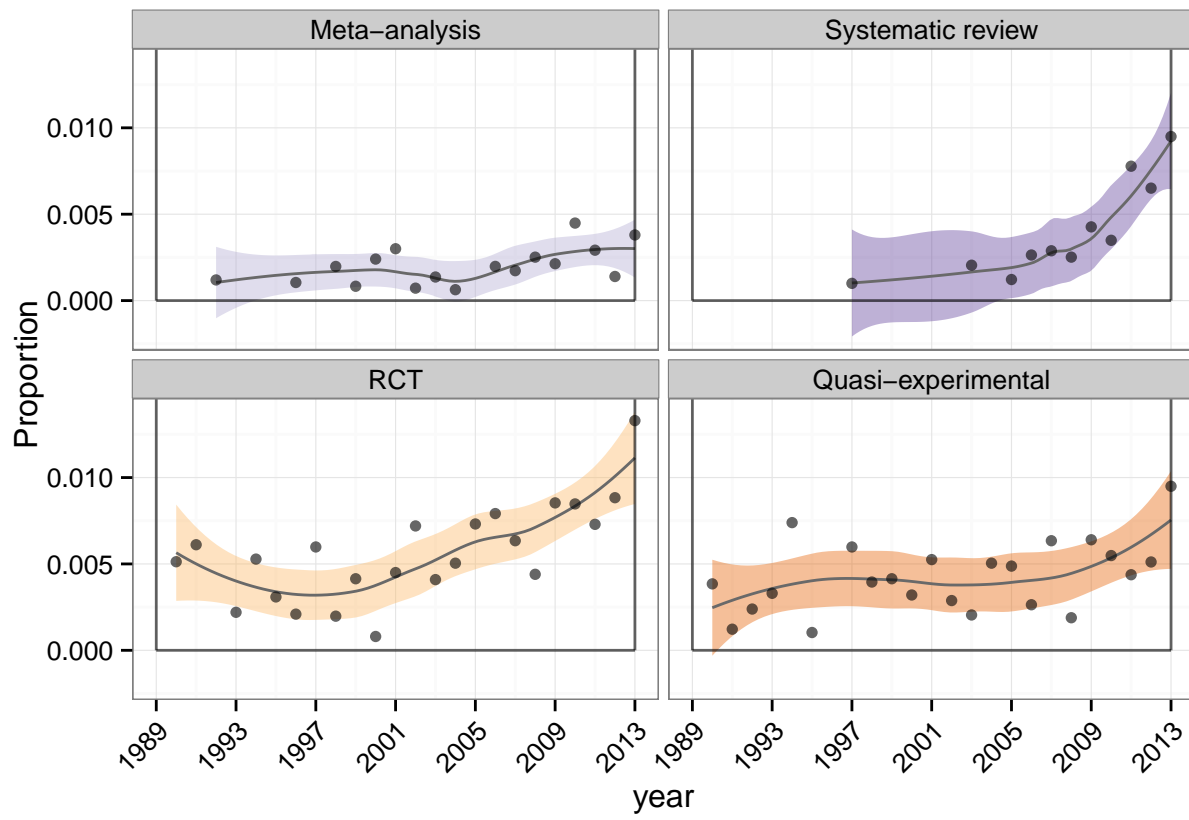 Meta−analysis
Systematic review
0.010
0.005
0.000
RCT
Quasi−experimental
0.010
0.005
0.000
Proportion
1989 1993 1997 2001 2005 2009 2013
1989 1993 1997 2001 2005 2009 2013
year